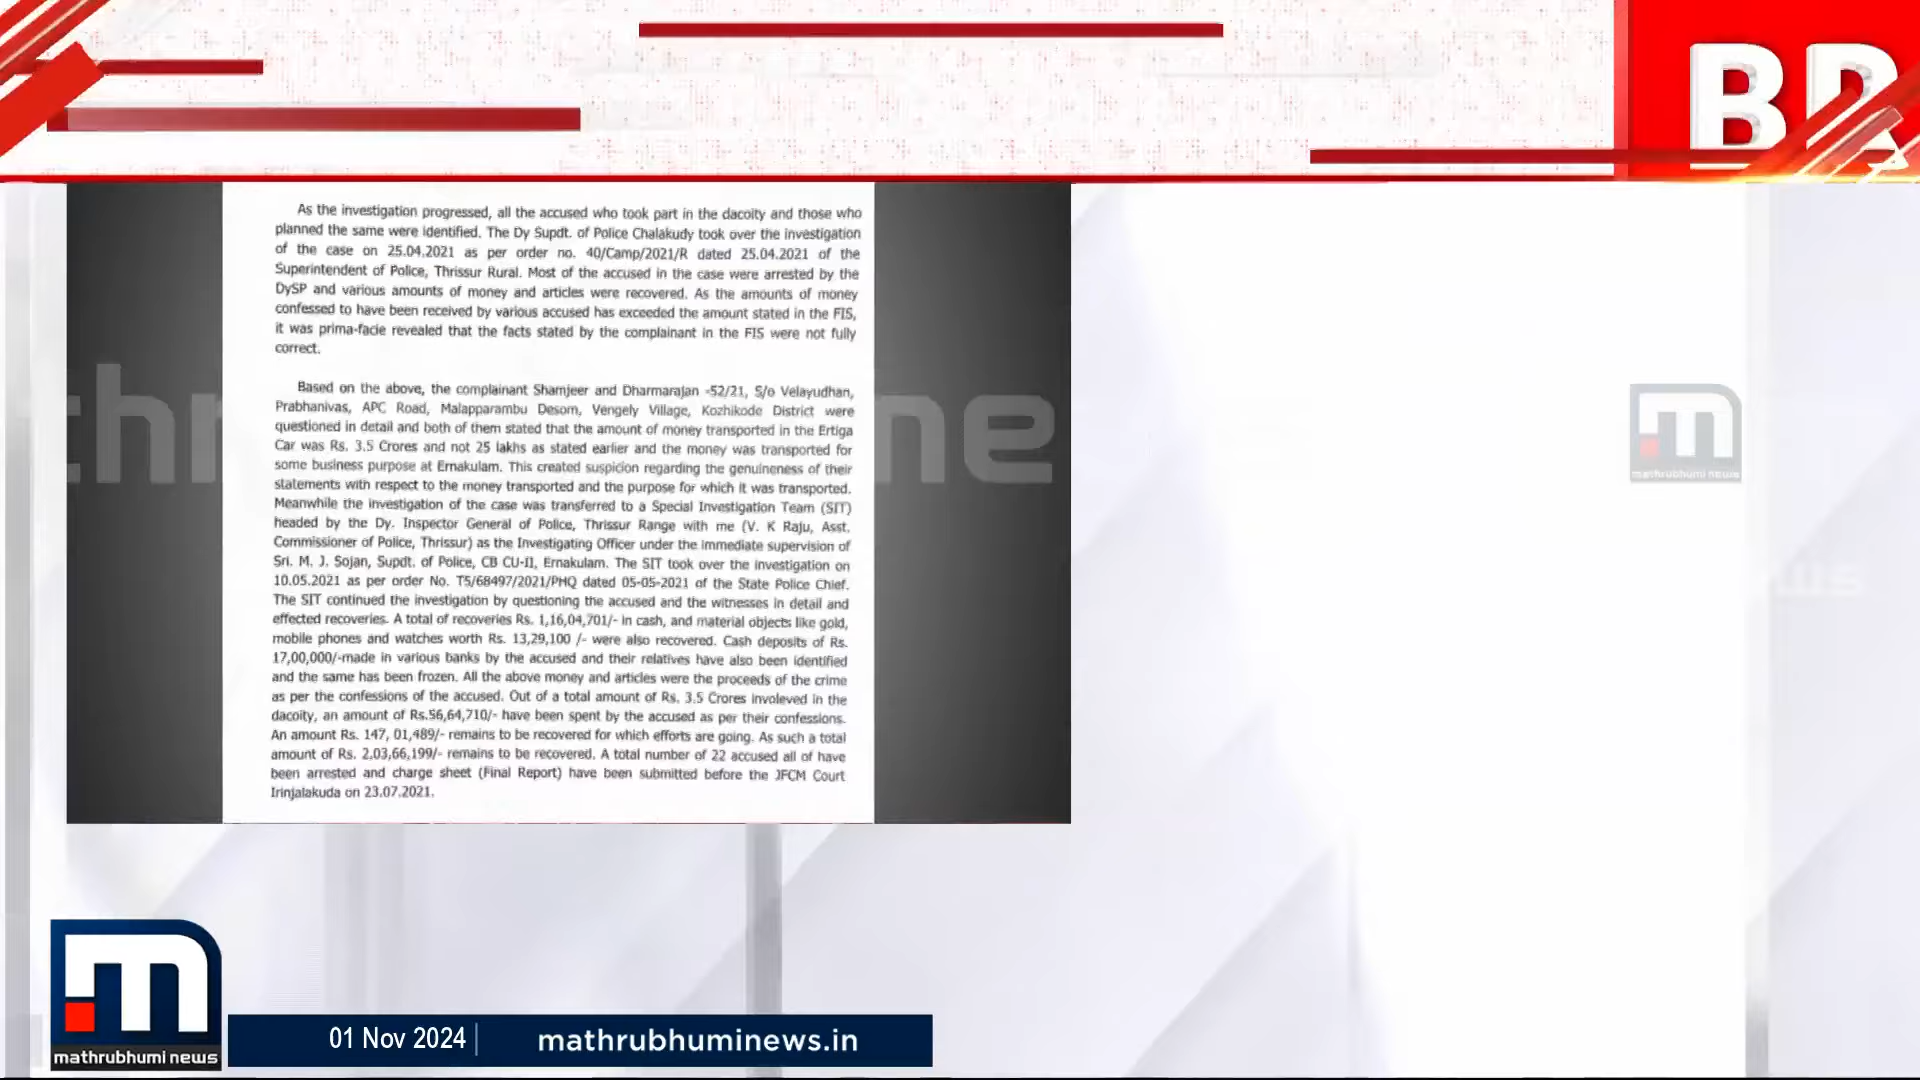 BR
As the investigation progressed, all the accused who took part in the dacoity and those who
planned the same were identified. The Dy Supdt. of Police Chalakudy took over the investigation
of the case on 25.04.2021 as per order no. 40/Camp/2021/R dated 25.04.2021 of the
Superintendent of Police, Thrissur Rural. Most of the accused in the case were arrested by the
DySP and various amounts of money and articles were recovered. As the amounts of money
confessed to have been received by various accused has exceeded the amount stated in the FIS,
it was prima-facie revealed that the facts stated by the complainant in the FIS were not fully
correct.
Based on the above, the complainant Shamjeer and Dharmarajan -52/21, S/o Velayudhan,
Prabhanivas, APC Road, Malapparambu Desom, Vengely Village, Kozhikode District were
questioned in detail and both of them stated that the amount of money transported in the Ertiga
Car was Rs. 3.5 Crores and not 25 lakhs as stated earlier and the money was transported for
some business purpose at Ernakulam. This created suspicion regarding the genuineness of their
statements with respect to the money transported and the purpose for which it was transported.
Meanwhile the investigation of the case was transferred to a Special Investigation Team (SIT)
headed by the Dy. Inspector General of Police, Thrissur Range with me (V. K Raju, Asst.
Commissioner of Police, Thrissur) as the Investigating Officer under the immediate supervision of
Sri. M. J. Sojan, Supdt. of Police, CB CU-II, Ernakulam. The SIT took over the investigation on
10.05.2021 as per order No. T5/68497/2021/PHQ dated 05-05-2021 of the State Police Chief.
The SIT continued the investigation by questioning the accused and the witnesses in detail and
effected recoveries. A total of recoveries Rs. 1,16,04,701/- in cash, and material objects like gold,
mobile phones and watches worth Rs. 13,29,100 /- were also recovered. Cash deposits of Rs.
17,00,000/-made in various banks by the accused and their relatives have also been identified
and the same has been frozen. All the above money and articles were the proceeds of the crime
as per the confessions of the accused. Out of a total amount of Rs. 3.5 Crores involeved in the
dacoity, an amount of Rs.56,64,710/- have been spent by the accused as per their confessions.
An amount Rs. 147, 01,489/- remains to be recovered for which efforts are going. As such a total
amount of Rs. 2,03,66,199/- remains to be recovered. A total number of 22 accused all of have
been arrested and charge sheet (Final Report) have been submitted before the JFCM Court
Irinjalakuda on 23.07.2021.
mathrubhumi news
mathrubhumi news
01 Nov 2024
mathrubhuminews.in